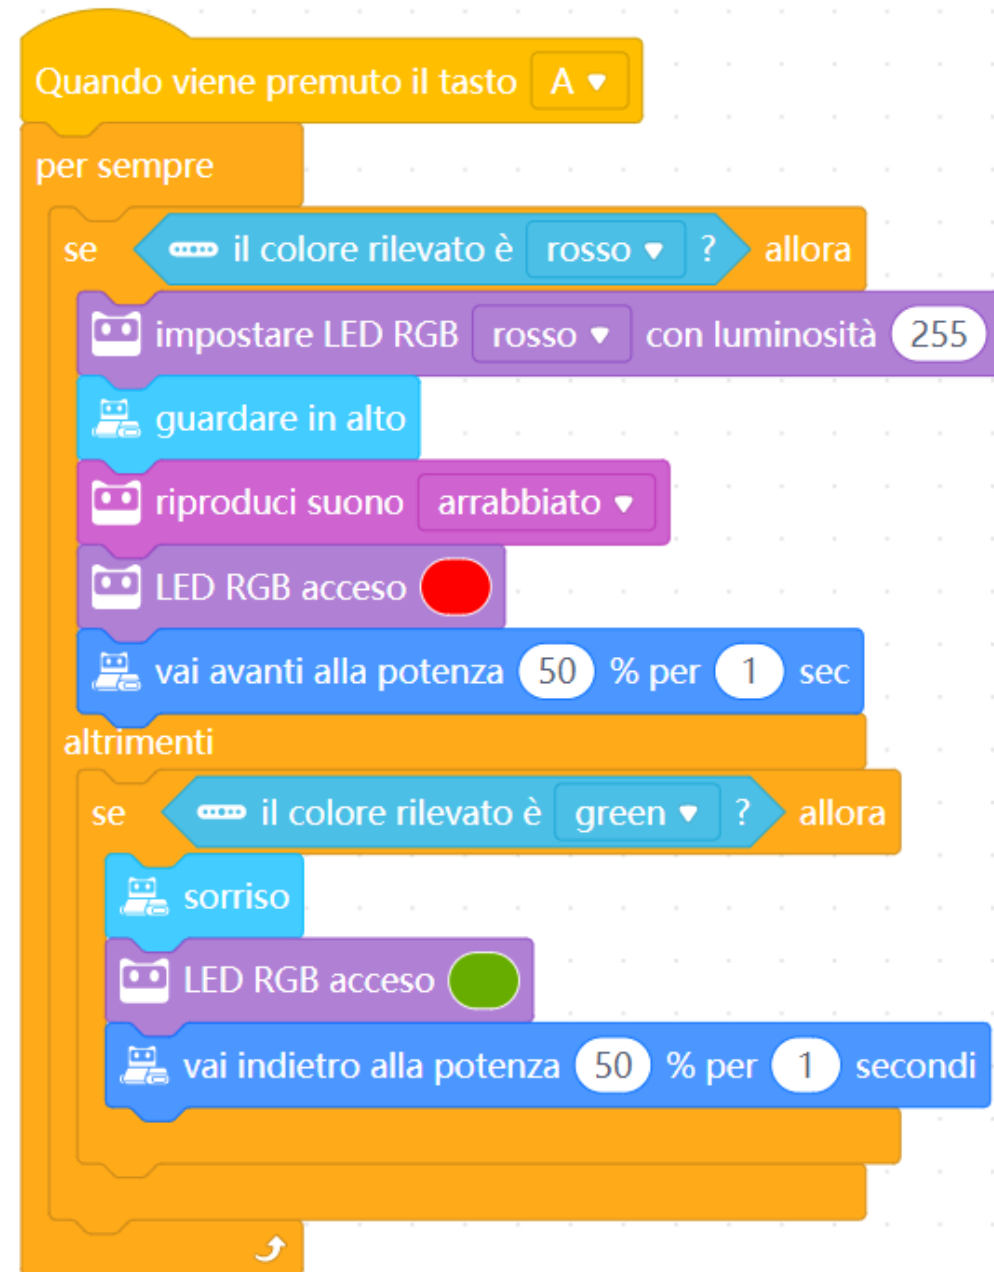 Quando viene premuto il tasto A
per sempre
se il colore rilevato è rosso ? allora
impostare LED RGB rosso con luminosità 255
guardare in alto
riproduci suono arrabbiato
LED RGB acceso
vai avanti alla potenza 50 % per 1 sec
altrimenti
se il colore rilevato è green ? allora
sorriso
LED RGB acceso
vai indietro alla potenza 50 % per 1 secondi